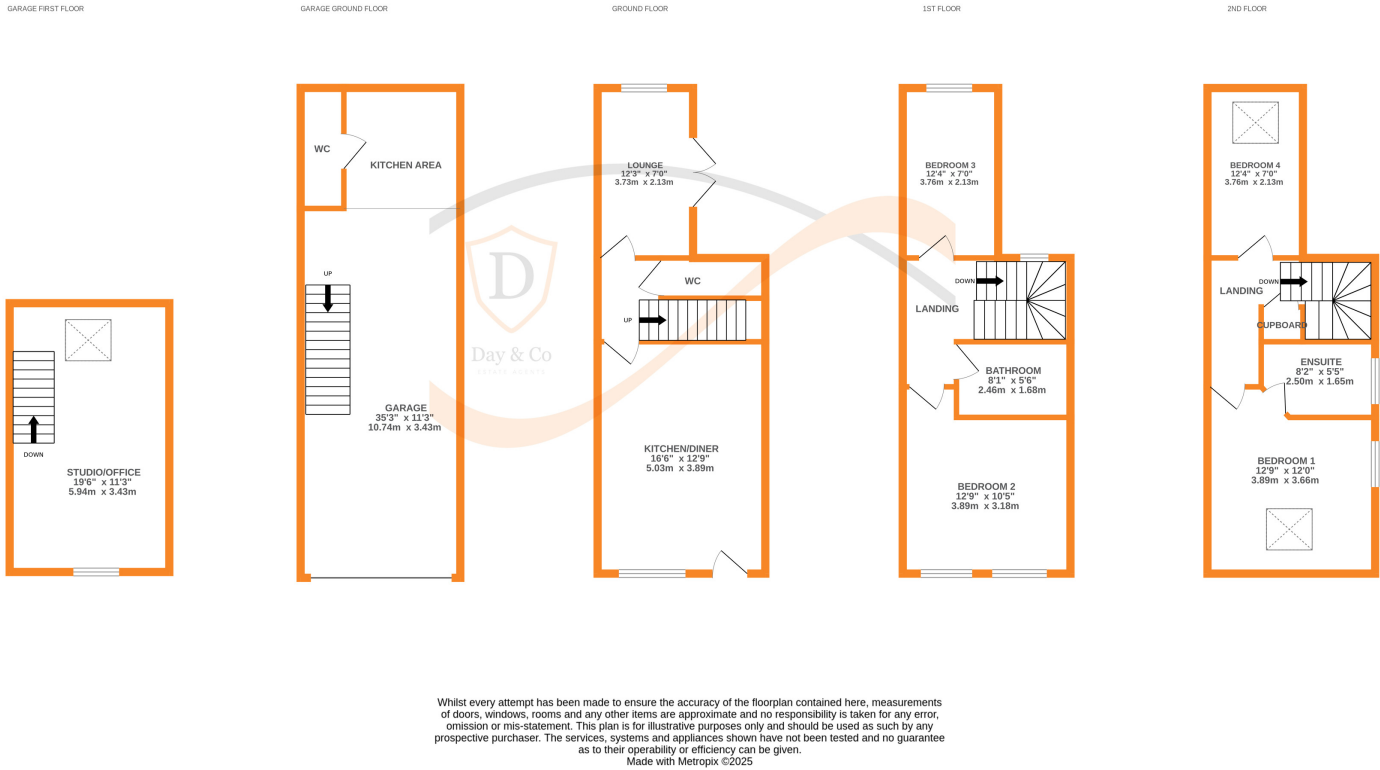 GARAGE FIRST FLOOR
GARAGE GROUND FLOOR
GROUND FLOOR
1ST FLOOR
2ND FLOOR
DOWN
STUDIO/OFFICE
19'6" x 11'3"
5.94m x 3.43m
WC
KITCHEN AREA
UP
GARAGE
35'3" x 11'3"
10.74m x 3.43m
D
Day & Co
ESTATE AGENTS
LOUNGE
12'3" x 7'0"
3.73m x 2.13m
WC
UP
KITCHEN/DINER
16'6" x 12'9"
5.03m x 3.89m
BEDROOM 3
12'4" x 7'0"
3.76m x 2.13m
DOWN
LANDING
BATHROOM
8'1" x 5'6"
2.46m x 1.68m
BEDROOM 2
12'9" x 10'5"
3.89m x 3.18m
BEDROOM 4
12'4" x 7'0"
3.76m x 2.13m
DOWN
LANDING
CUPBOARD
ENSUITE
8'2" x 5'5"
2.50m x 1.65m
BEDROOM 1
12'9" x 12'0"
3.89m x 3.66m
Whilst every attempt has been made to ensure the accuracy of the floorplan contained here, measurements
of doors, windows, rooms and any other items are approximate and no responsibility is taken for any error,
omission or mis-statement. This plan is for illustrative purposes only and should be used as such by any
prospective purchaser. The services, systems and appliances shown have not been tested and no guarantee
as to their operability or efficiency can be given.
Made with Metropix ©2025